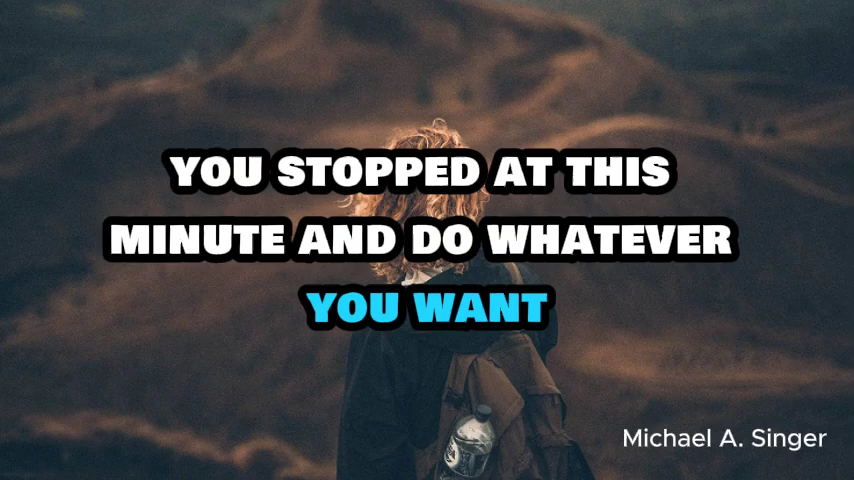 YOU STOPPED AT THIS
MINUTE AND DO WHATEVER
YOU WANT
Michael A. Singer